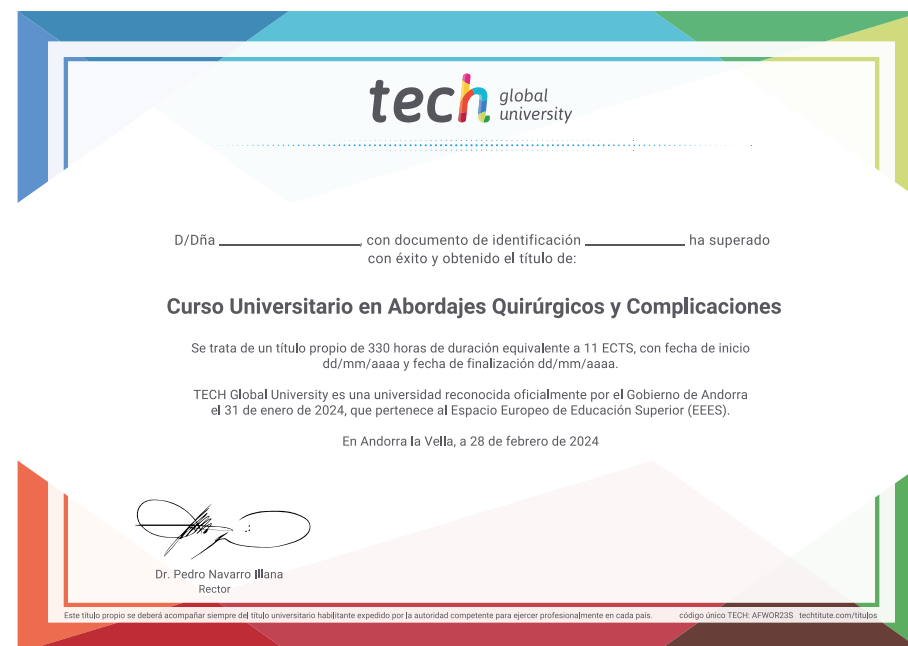 tech global university
D/Dña ______________, con documento de identificación __________ ha superado
con éxito y obtenido el título de:
Curso Universitario en Abordajes Quirúrgicos y Complicaciones
Se trata de un título propio de 330 horas de duración equivalente a 11 ECTS, con fecha de inicio
dd/mm/aaaa y fecha de finalización dd/mm/aaaa.
TECH Global University es una universidad reconocida oficialmente por el Gobierno de Andorra
el 31 de enero de 2024, que pertenece al Espacio Europeo de Educación Superior (EEES).
En Andorra la Vella, a 28 de febrero de 2024
Dr. Pedro Navarro Illana
Rector
Este título propio se deberá acompañar siempre del título universitario habilitante expedido por la autoridad competente para ejercer profesionalmente en cada país. código único TECH: AFWOR23S techtitute.com/titulos